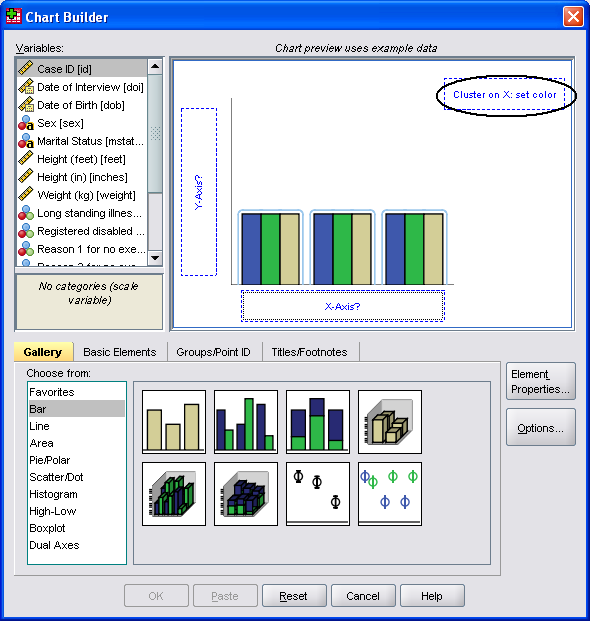 Chart Builder
Variables:
Chart preview uses example data
Case ID [id]
Date of Interview [doi]
Date of Birth [dob]
Sex [sex]
Marital Status [mstat...
Height (feet) [feet]
Height (in) [inches]
Weight (kg) [weight]
Long standing illnes...
Registered disabled ...
Reason 1 for no exe...
No categories (scale
variable)
Cluster on X: set color
Y-Axis?
X-Axis?
Gallery
Basic Elements
Groups/Point ID
Titles/Footnotes
Choose from:
Favorites
Bar
Line
Area
Pie/Polar
Scatter/Dot
Histogram
High-Low
Boxplot
Dual Axes
Element
Properties...
Options...
OK
Paste
Reset
Cancel
Help